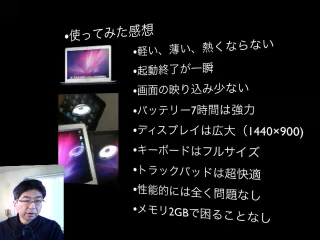 •使ってみた感想
•軽い、薄い、熱くならない
•起動終了が一瞬
•画面の映り込み少ない
•バッテリー7時間は強力
•ディスプレイは広大（1440×900)
•キーボードはフルサイズ
•トラックパッドは超快適
•性能的には全く問題なし
•メモリ2GBで困ることなし